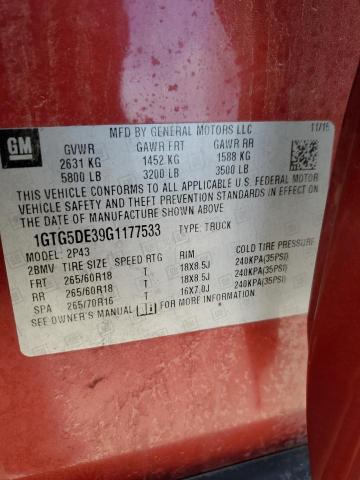 GM
MFD BY GENERAL MOTORS LLC 11/15
GVWR GAWR FRT GAWR RR
2631 KG 1452 KG 1588 KG
5800 LB 3200 LB 3500 LB
THIS VEHICLE CONFORMS TO ALL APPLICABLE U.S. FEDERAL MOTOR
VEHICLE SAFETY AND THEFT PREVENTION STANDARDS IN EFFECT ON
THE DATE OF MANUFACTURE SHOWN ABOVE.
1GTG5DE39G1177533 TYPE: TRUCK
MODEL: 2P43
2BMV TIRE SIZE SPEED RTG RIM COLD TIRE PRESSURE
FRT 265/60R18 T 18X8.5J 240KPA(35PSI)
RR 265/60R18 T 18X8.5J 240KPA(35PSI)
SPA 265/70R16 T 16X7.0J 240KPA(35PSI)
SEE OWNER'S MANUAL